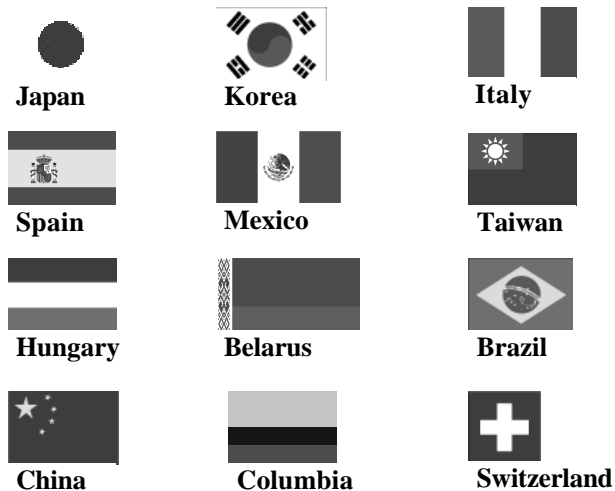 Japan Korea Italy
Spain Mexico Taiwan
Hungary Belarus Brazil
China Columbia Switzerland